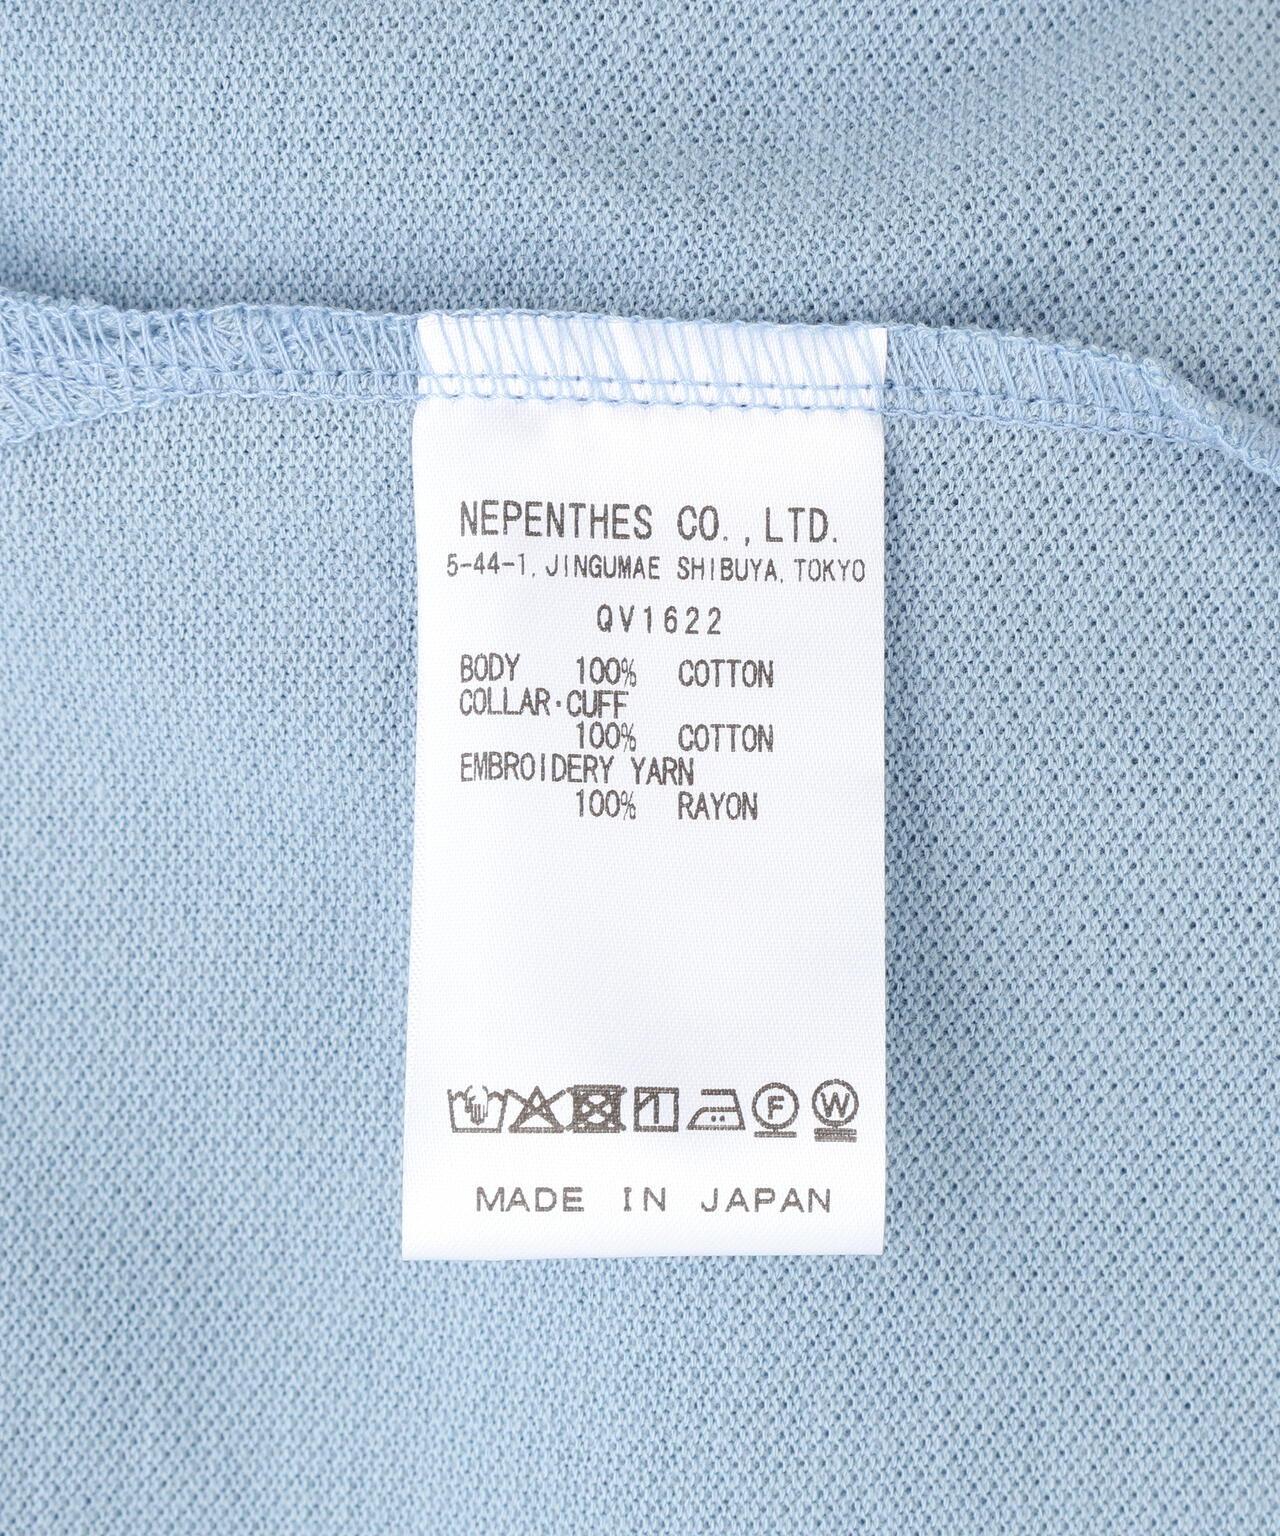 NEPENTHES CO.,LTD.
5-44-1, JINGUMAE SHIBUYA, TOKYO
QV1622
BODY 100% COTTON
COLLAR·CUFF
100% COTTON
EMBROIDERY YARN
100% RAYON
F W
MADE IN JAPAN